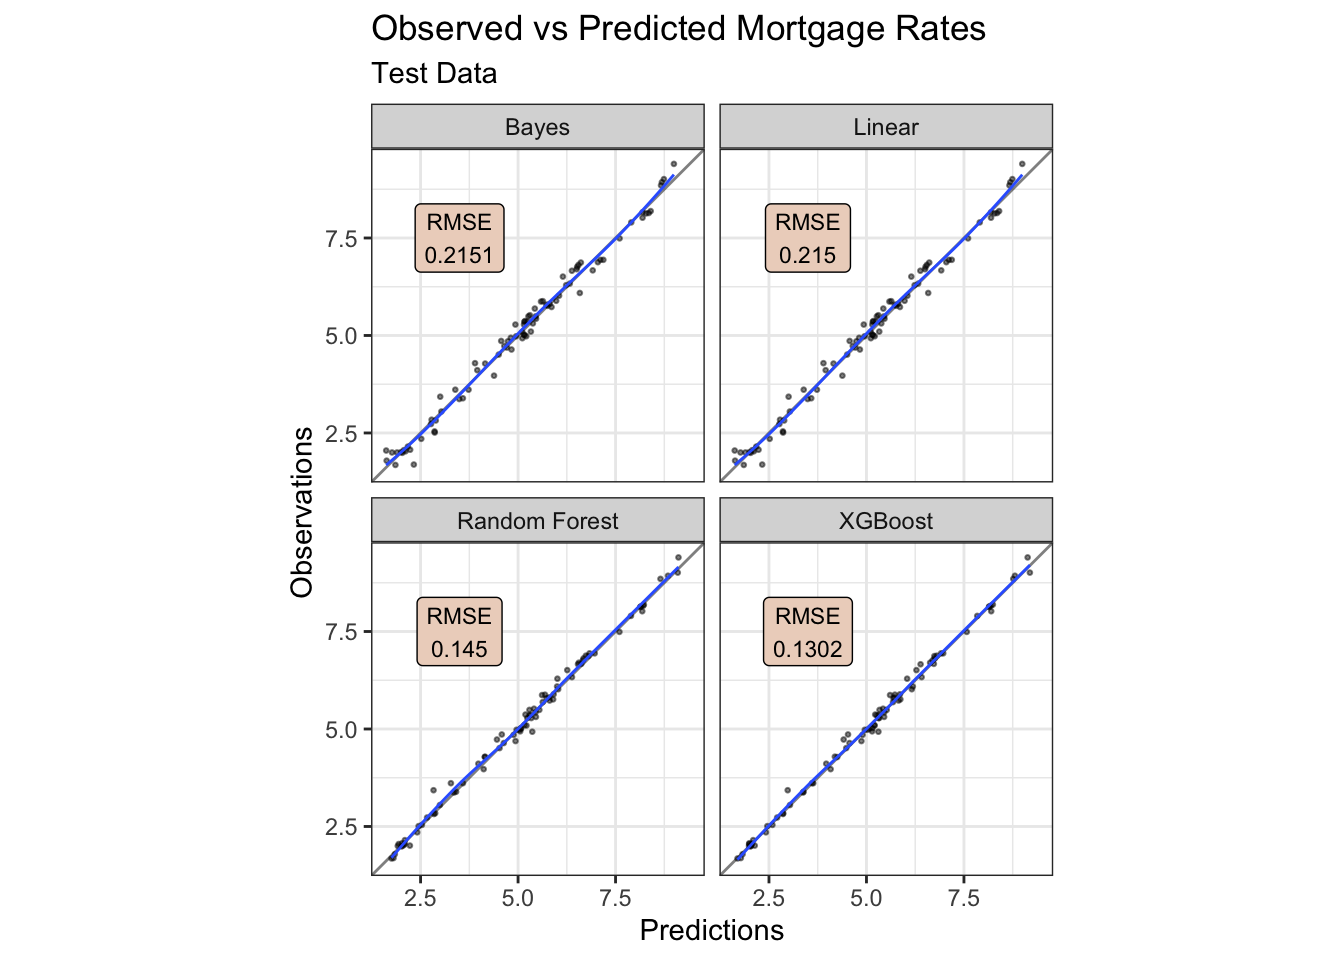 Observed vs Predicted Mortgage Rates
Test Data
Bayes
Linear
RMSE
0.2151
RMSE
0.215
7.5
5.0
2.5
Observations
Random Forest
XGBoost
RMSE
0.145
RMSE
0.1302
7.5
5.0
2.5
2.5 5.0 7.5
2.5 5.0 7.5
Predictions